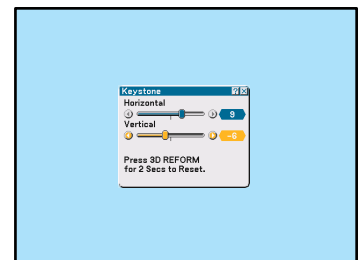 Keystone
Horizontal
9
Vertical
-6
Press 3D REFORM
for 2 Secs to Reset.